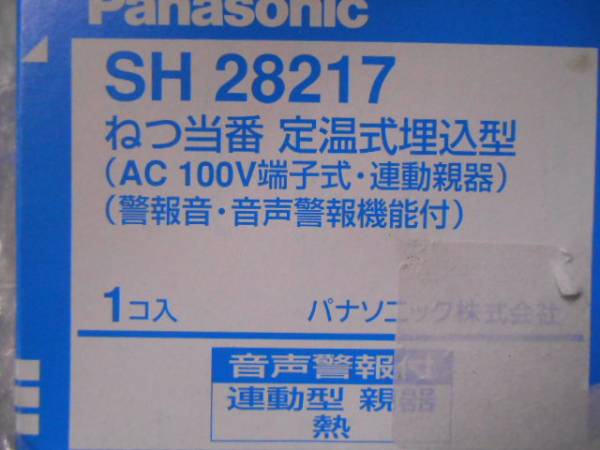 Panasonic
SH 28217
ねつ当番 定温式埋込型
(AC 100V端子式・連動親器)
(警報音・音声警報機能付)
1コ入 パナソニック株式会社
音声警報付
連動型 親器
熱